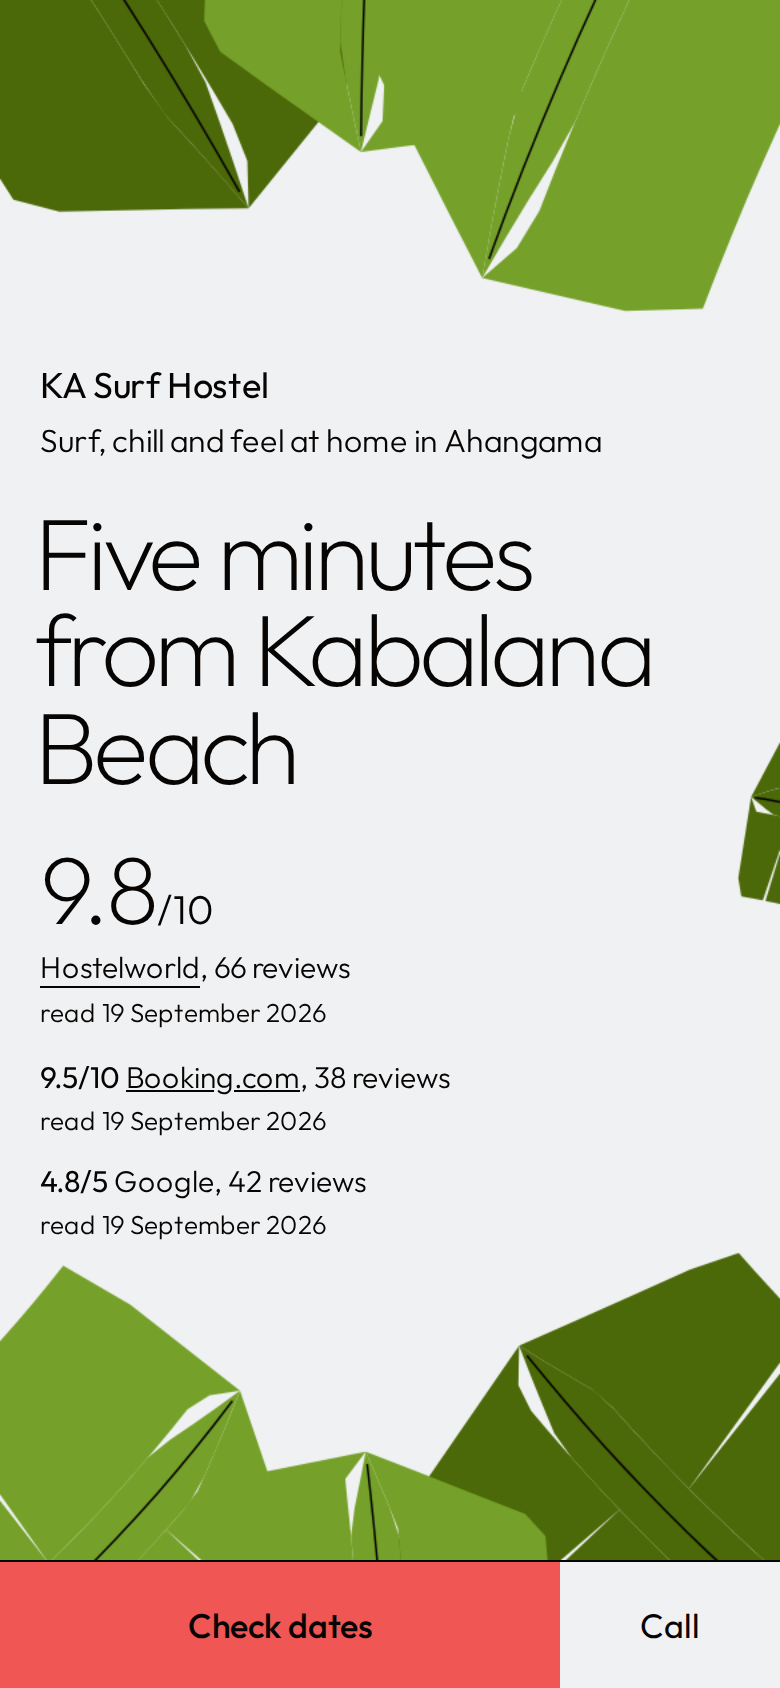 KA Surf Hostel
Surf, chill and feel at home in Ahangama
Five minutes
from Kabalana
Beach
9.8/10
Hostelworld, 66 reviews
read 19 September 2026
9.5/10 Booking.com, 38 reviews
read 19 September 2026
4.8/5 Google, 42 reviews
read 19 September 2026
Check dates
Call